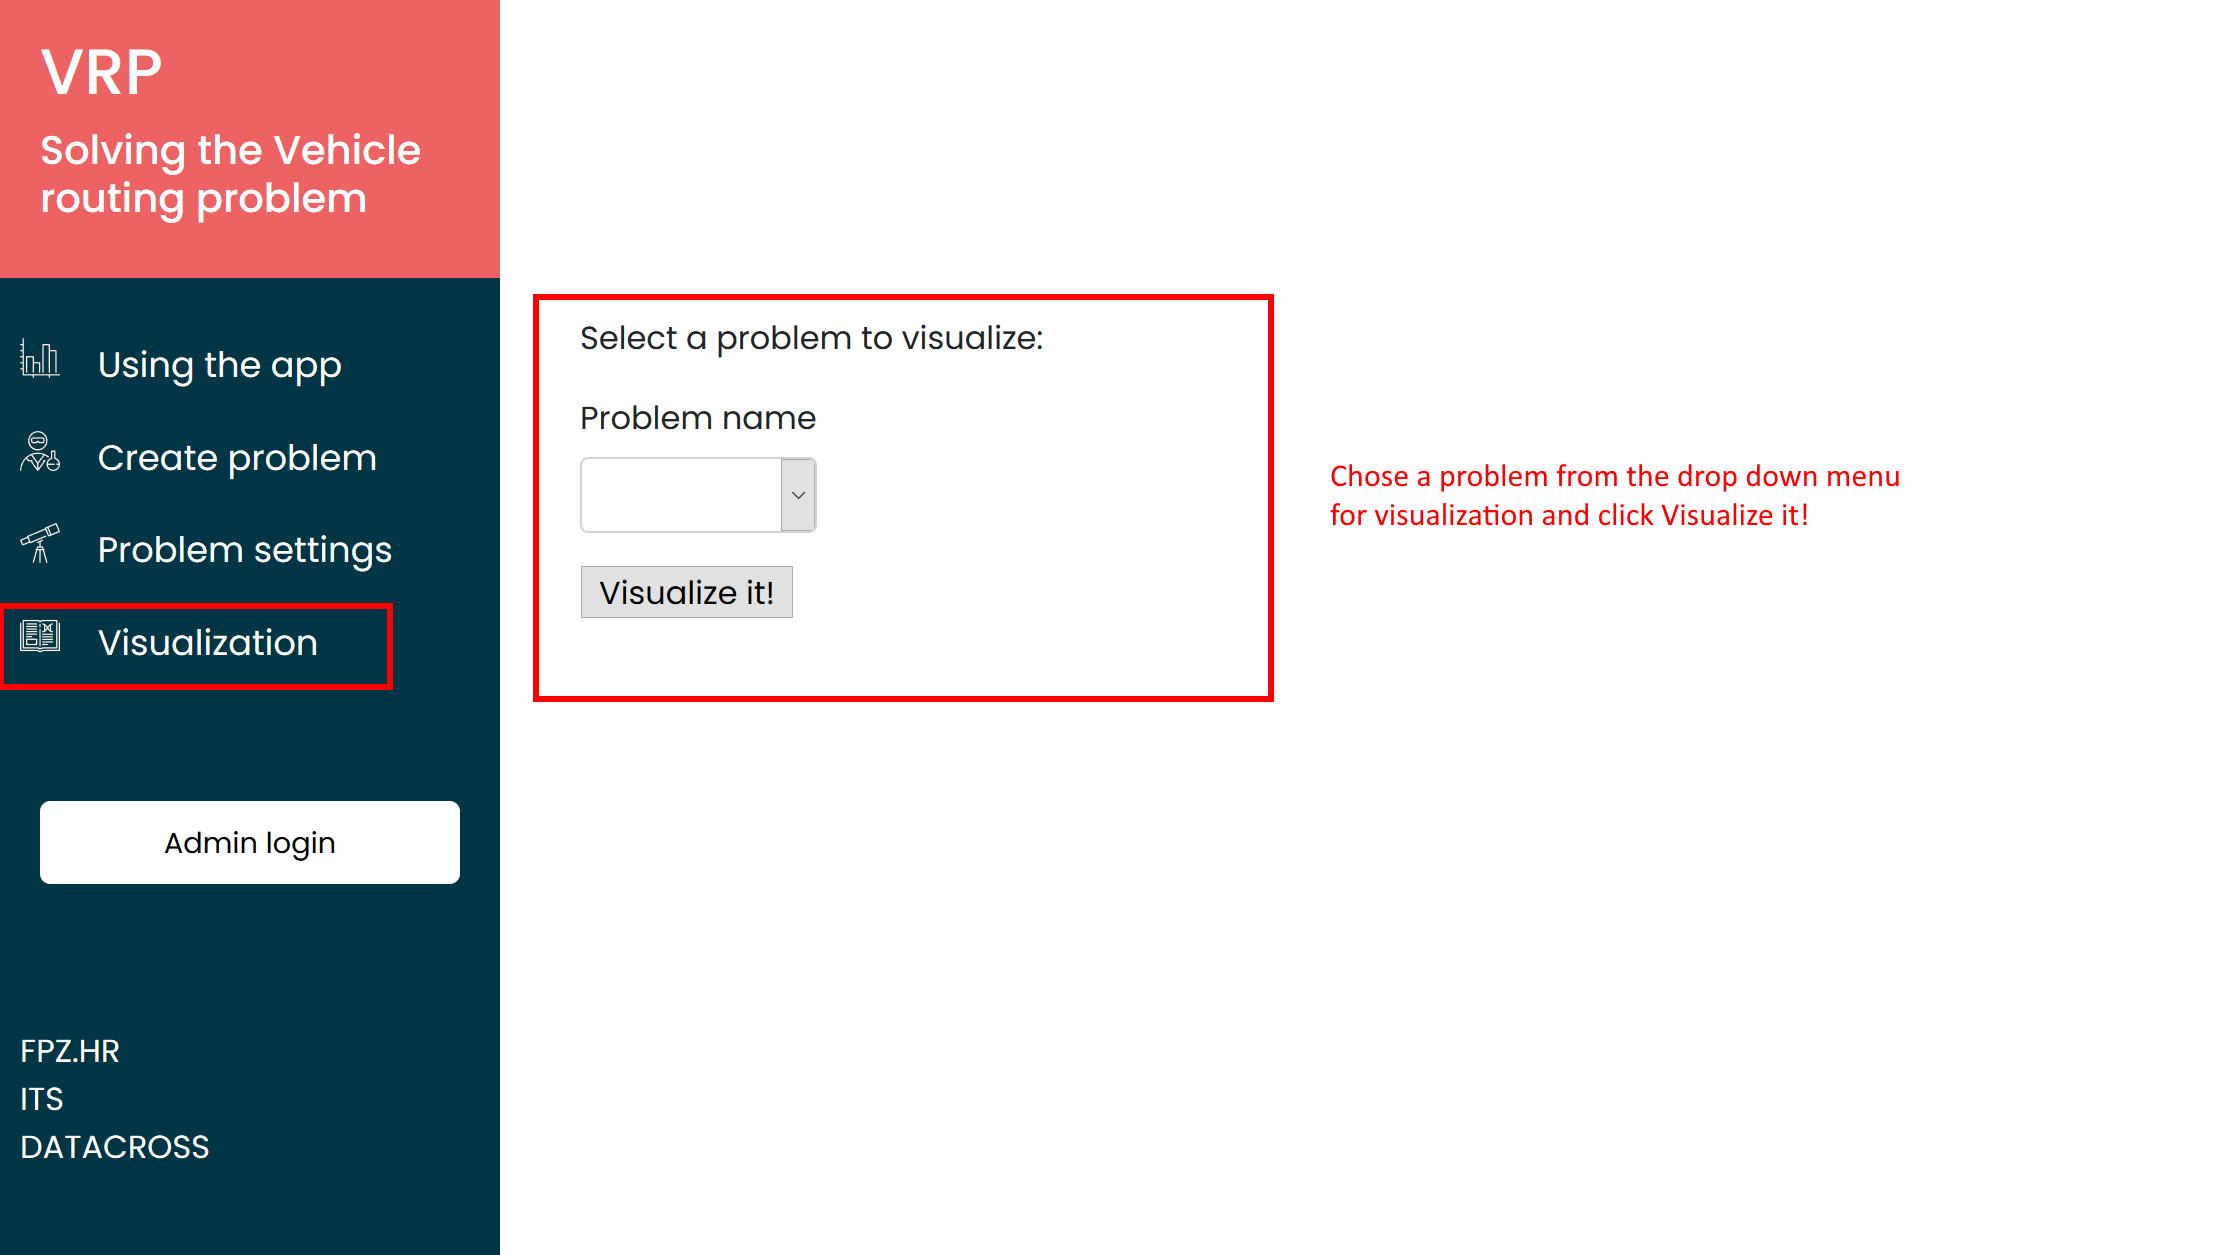 VRP
Solving the Vehicle
routing problem
Using the app
Create problem
Problem settings
Visualization
Admin login
FPZ.HR
ITS
DATACROSS
Select a problem to visualize:
Problem name
Visualize it!
Chose a problem from the drop down menu
for visualization and click Visualize it!